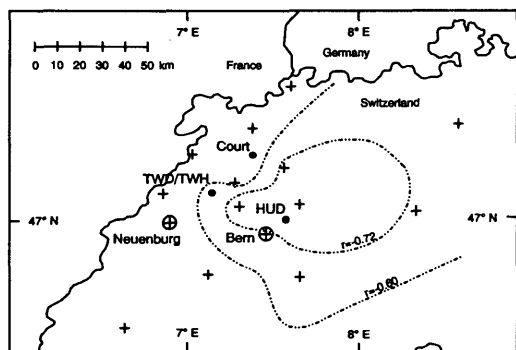 7° E
8° E
Germany
0 10 20 30 40 50 km
France
Switzerland
Court
TWD/TWH
HUD
47° N
47° N
Neuenburg
Bern
r=-0.72
r=-0.60
7° E
8° E